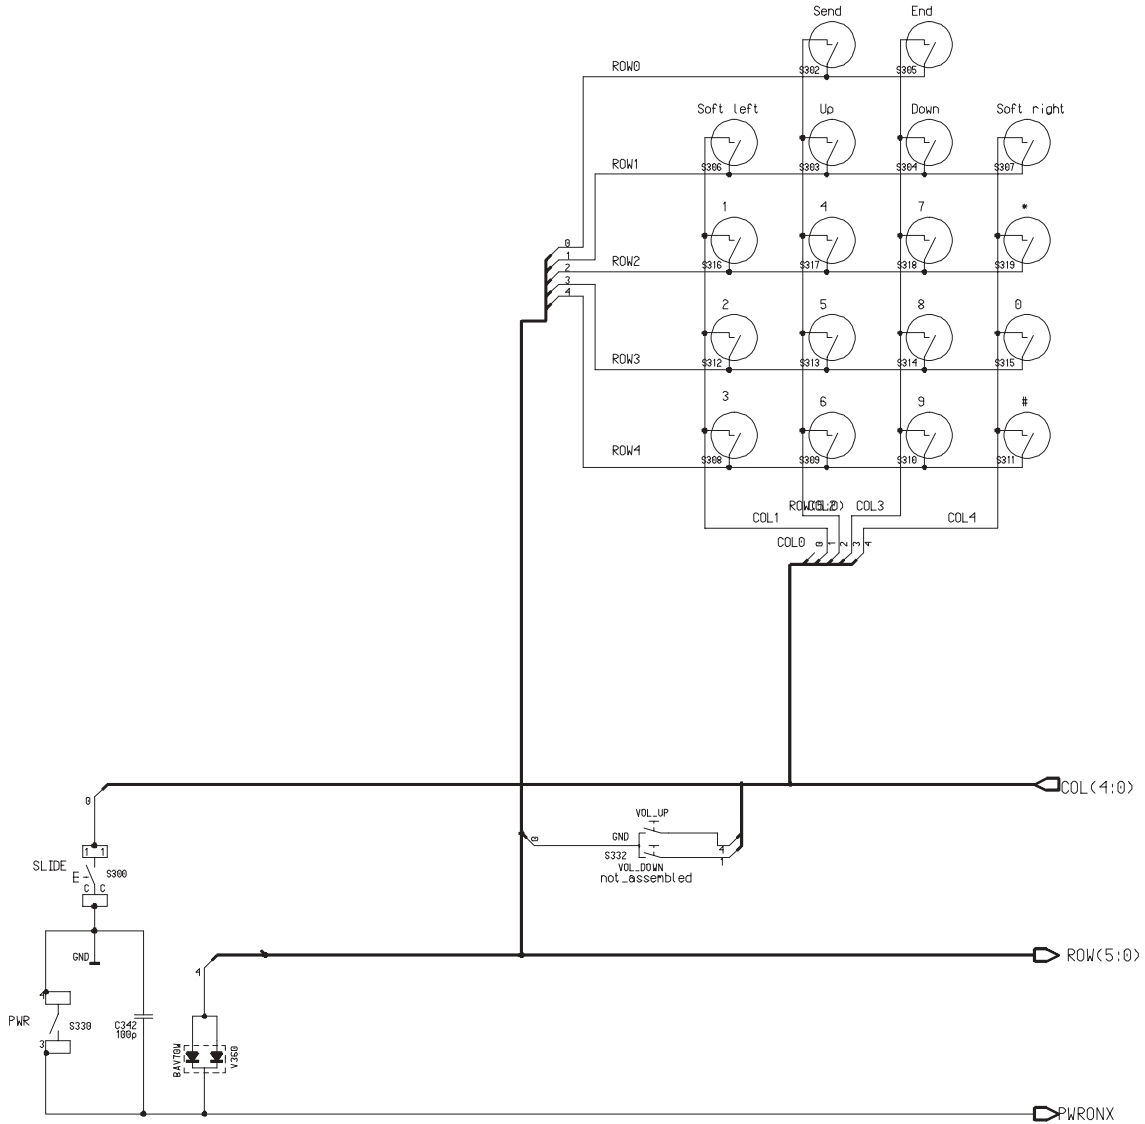 Send End
ROW0 S302 S305
Soft left Up Down Soft right
ROW1 S306 S303 S304 S307
1 4 7 *
0
1
2
3
4
ROW2 S316 S317 S318 S319
2 5 8 0
ROW3 S312 S313 S314 S315
3 6 9 #
ROW4 S308 S309 S310 S311
COL3
COL1 COL4
COL0 0 1 2 3 4
COL(4:0)
0
VOL_UP
0 GND 4
S332 1
VOL_DOWN
not_assembled
1 1
SLIDE
E S300
C C
GND
4
ROW(5:0)
4
PWR S330
3
C342
100p
BAV70W V360
PWRONX